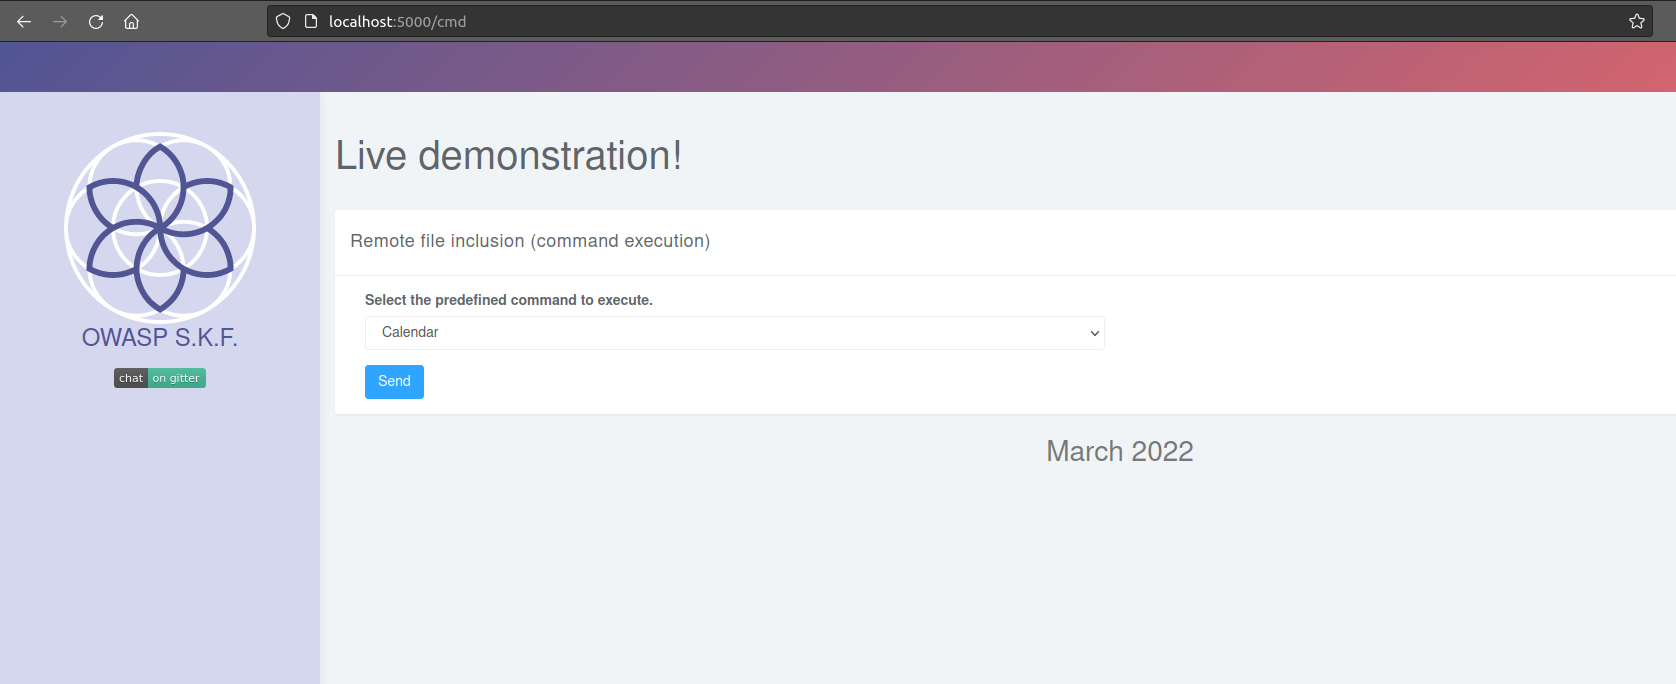 localhost:5000/cmd
Live demonstration!
OWASP S.K.F.
chat on gitter
Remote file inclusion (command execution)
Select the predefined command to execute.
Calendar
Send
March 2022